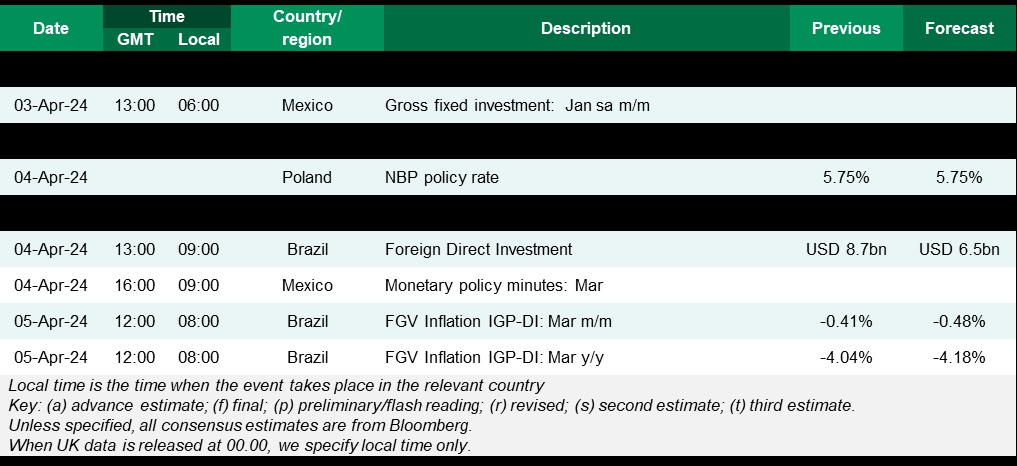 Date Time Country/ region Description Previous Forecast
GMT Local
03-Apr-24 13:00 06:00 Mexico Gross fixed investment: Jan sa m/m
04-Apr-24 Poland NBP policy rate 5.75% 5.75%
04-Apr-24 13:00 09:00 Brazil Foreign Direct Investment USD 8.7bn USD 6.5bn
04-Apr-24 16:00 09:00 Mexico Monetary policy minutes: Mar
05-Apr-24 12:00 08:00 Brazil FGV Inflation IGP-DI: Mar m/m -0.41% -0.48%
05-Apr-24 12:00 08:00 Brazil FGV Inflation IGP-DI: Mar y/y -4.04% -4.18%
Local time is the time when the event takes place in the relevant country
Key: (a) advance estimate; (f) final; (p) preliminary/flash reading; (r) revised; (s) second estimate; (t) third estimate.
Unless specified, all consensus estimates are from Bloomberg.
When UK data is released at 00.00, we specify local time only.